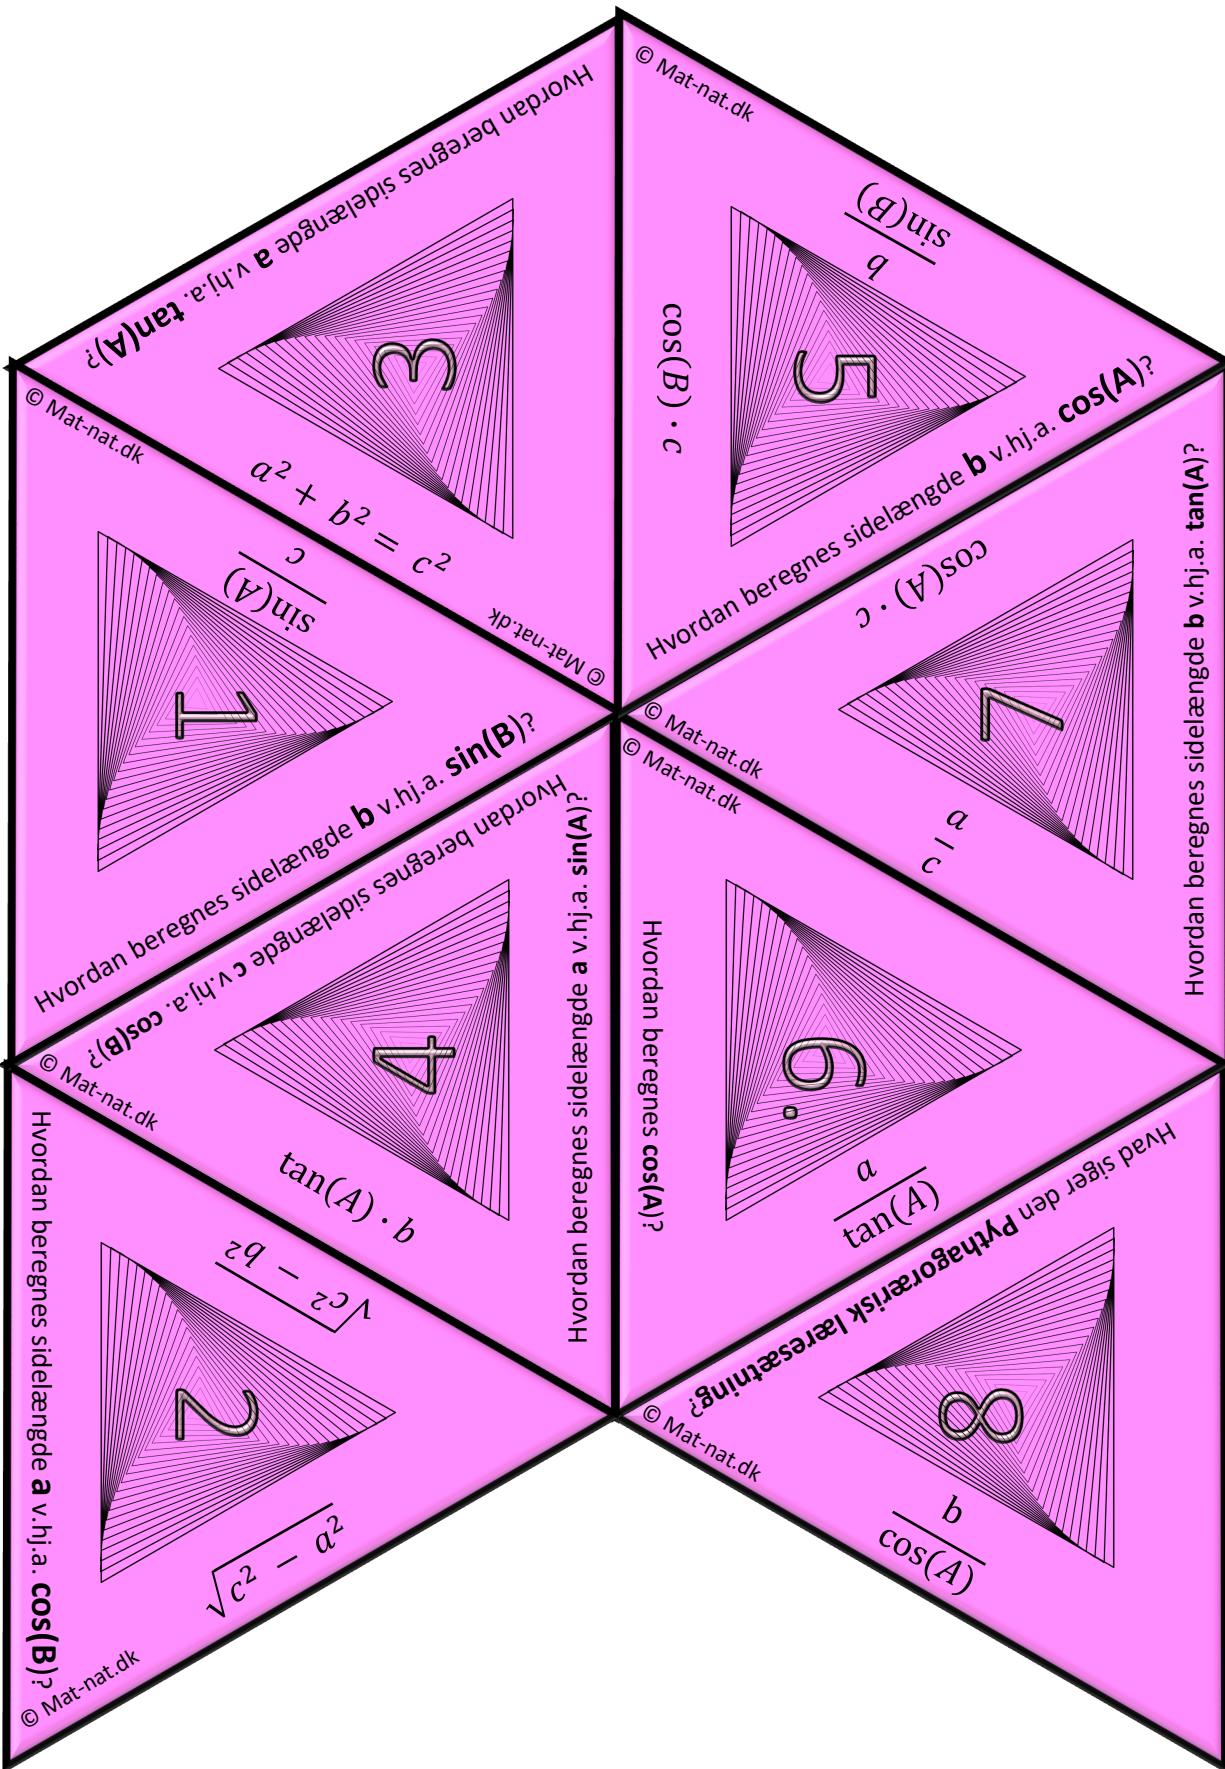 Hvordan beregnes sidelængde a v.hj.a. tan(A)?
3
a² + b² = c²
© Mat-nat.dk
© Mat-nat.dk
b
sin(B)
cos(B) · c
5
Hvordan beregnes sidelængde b v.hj.a. cos(A)?
© Mat-nat.dk
c
sin(A)
1
Hvordan beregnes sidelængde b v.hj.a. sin(B)?
cos(A) · c
7
Hvordan beregnes sidelængde b v.hj.a. tan(A)?
© Mat-nat.dk
a
c
Hvordan beregnes sidelængde c v.hj.a. cos(B)?
4
Hvordan beregnes sidelængde a v.hj.a. sin(A)?
© Mat-nat.dk
tan(A) · b
© Mat-nat.dk
Hvordan beregnes cos(A)?
6.
a
tan(A)
Hvordan beregnes sidelængde a v.hj.a. cos(B)?
√c² − b²
2
√c² − a²
© Mat-nat.dk
Hvad siger den Pythagoræisk læresætning?
8
© Mat-nat.dk
b
cos(A)